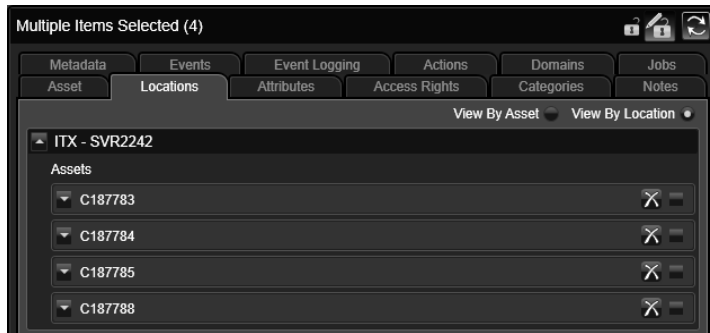 Multiple Items Selected (4)
Metadata Events Event Logging Actions Domains Jobs
Asset Locations Attributes Access Rights Categories Notes
View By Asset View By Location
ITX - SVR2242
Assets
C187783
C187784
C187785
C187788